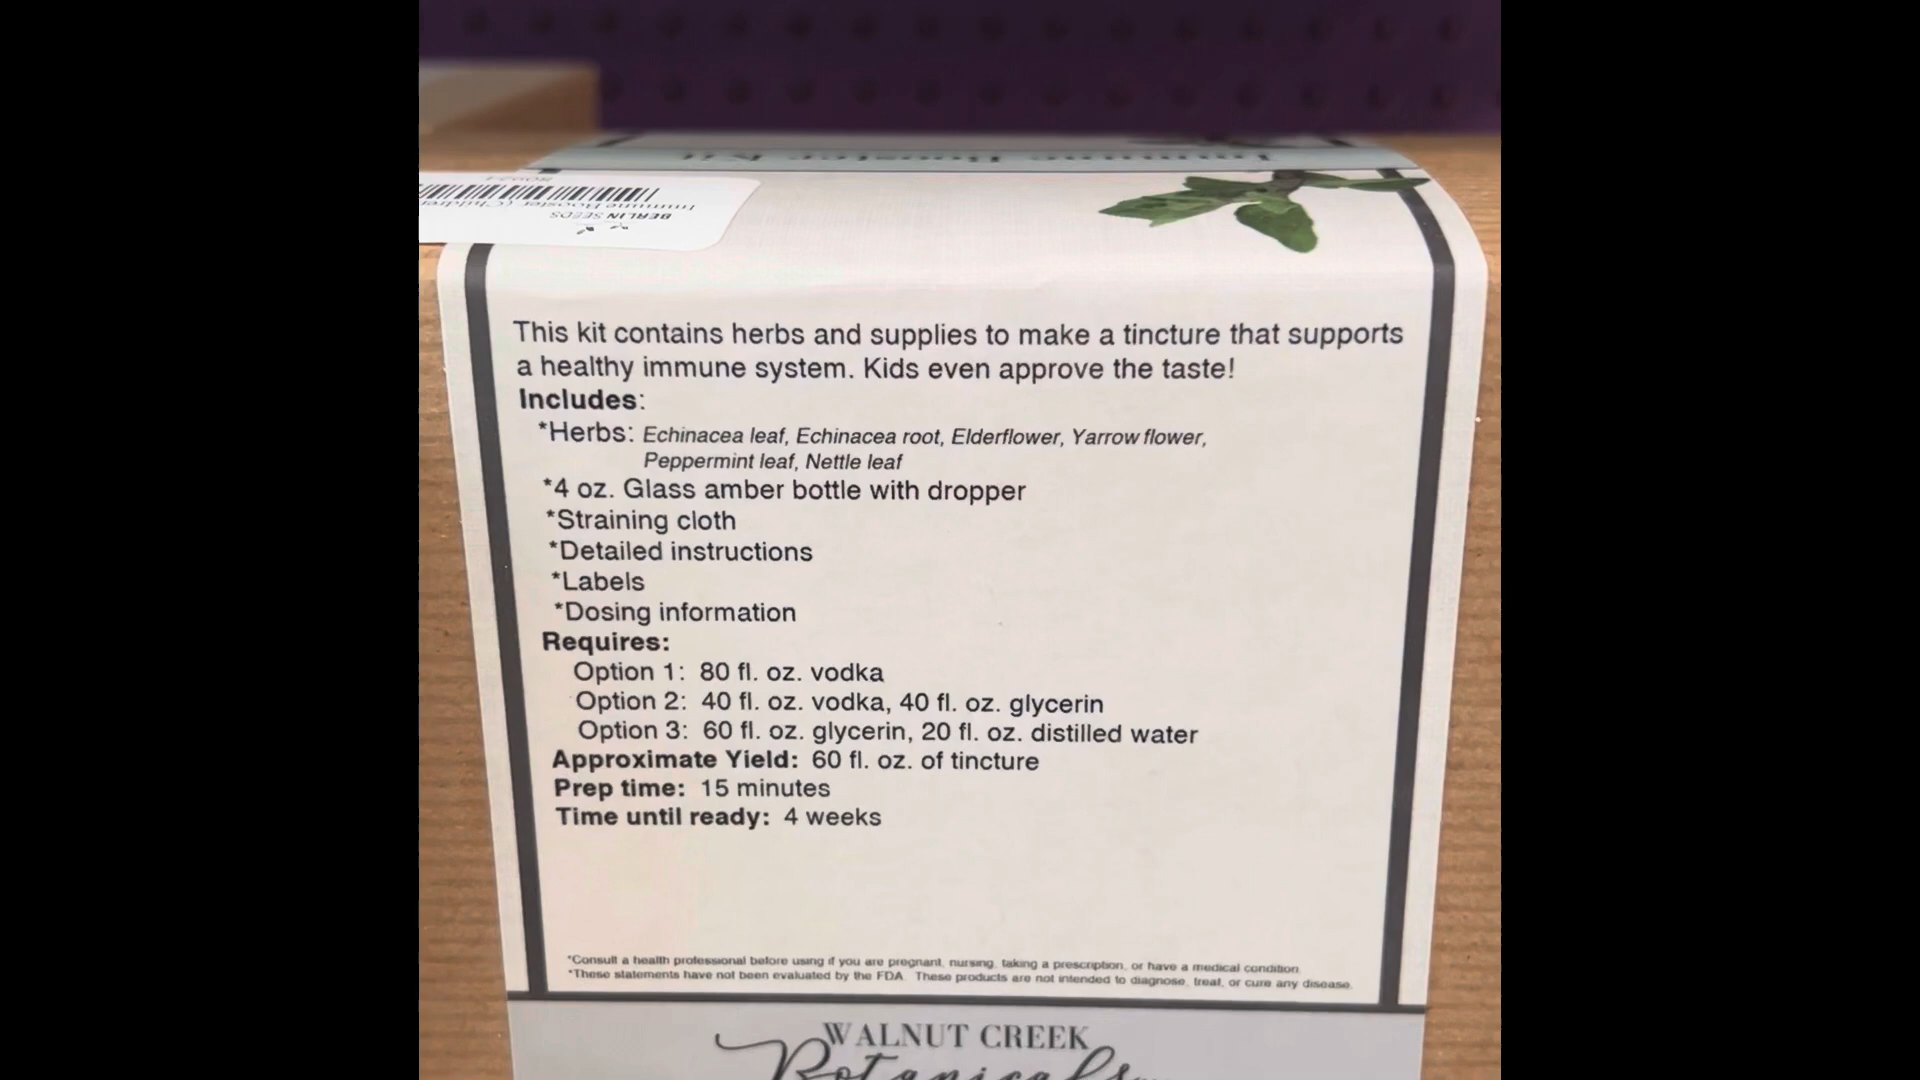 Immune Booster Kit
80924
Immune Booster (Childre
BERLIN SEEDS
This kit contains herbs and supplies to make a tincture that supports
a healthy immune system. Kids even approve the taste!
Includes:
*Herbs: Echinacea leaf, Echinacea root, Elderflower, Yarrow flower,
Peppermint leaf, Nettle leaf
*4 oz. Glass amber bottle with dropper
*Straining cloth
*Detailed instructions
*Labels
*Dosing information
Requires:
Option 1: 80 fl. oz. vodka
Option 2: 40 fl. oz. vodka, 40 fl. oz. glycerin
Option 3: 60 fl. oz. glycerin, 20 fl. oz. distilled water
Approximate Yield: 60 fl. oz. of tincture
Prep time: 15 minutes
Time until ready: 4 weeks
*Consult a health professional before using if you are pregnant, nursing, taking a prescription, or have a medical condition.
*These statements have not been evaluated by the FDA. These products are not intended to diagnose, treat, or cure any disease.
WALNUT CREEK
Botanicals